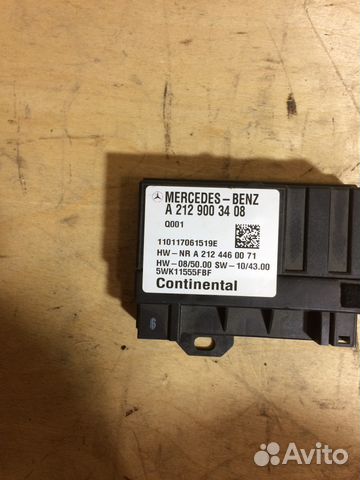 MERCEDES-BENZ
A 212 900 34 08
Q001
110117061519E
HW-NR A 212 446 00 71
HW-08/50.00 SW-10/43.00
5WK11555FBF
Continental
6
Avito